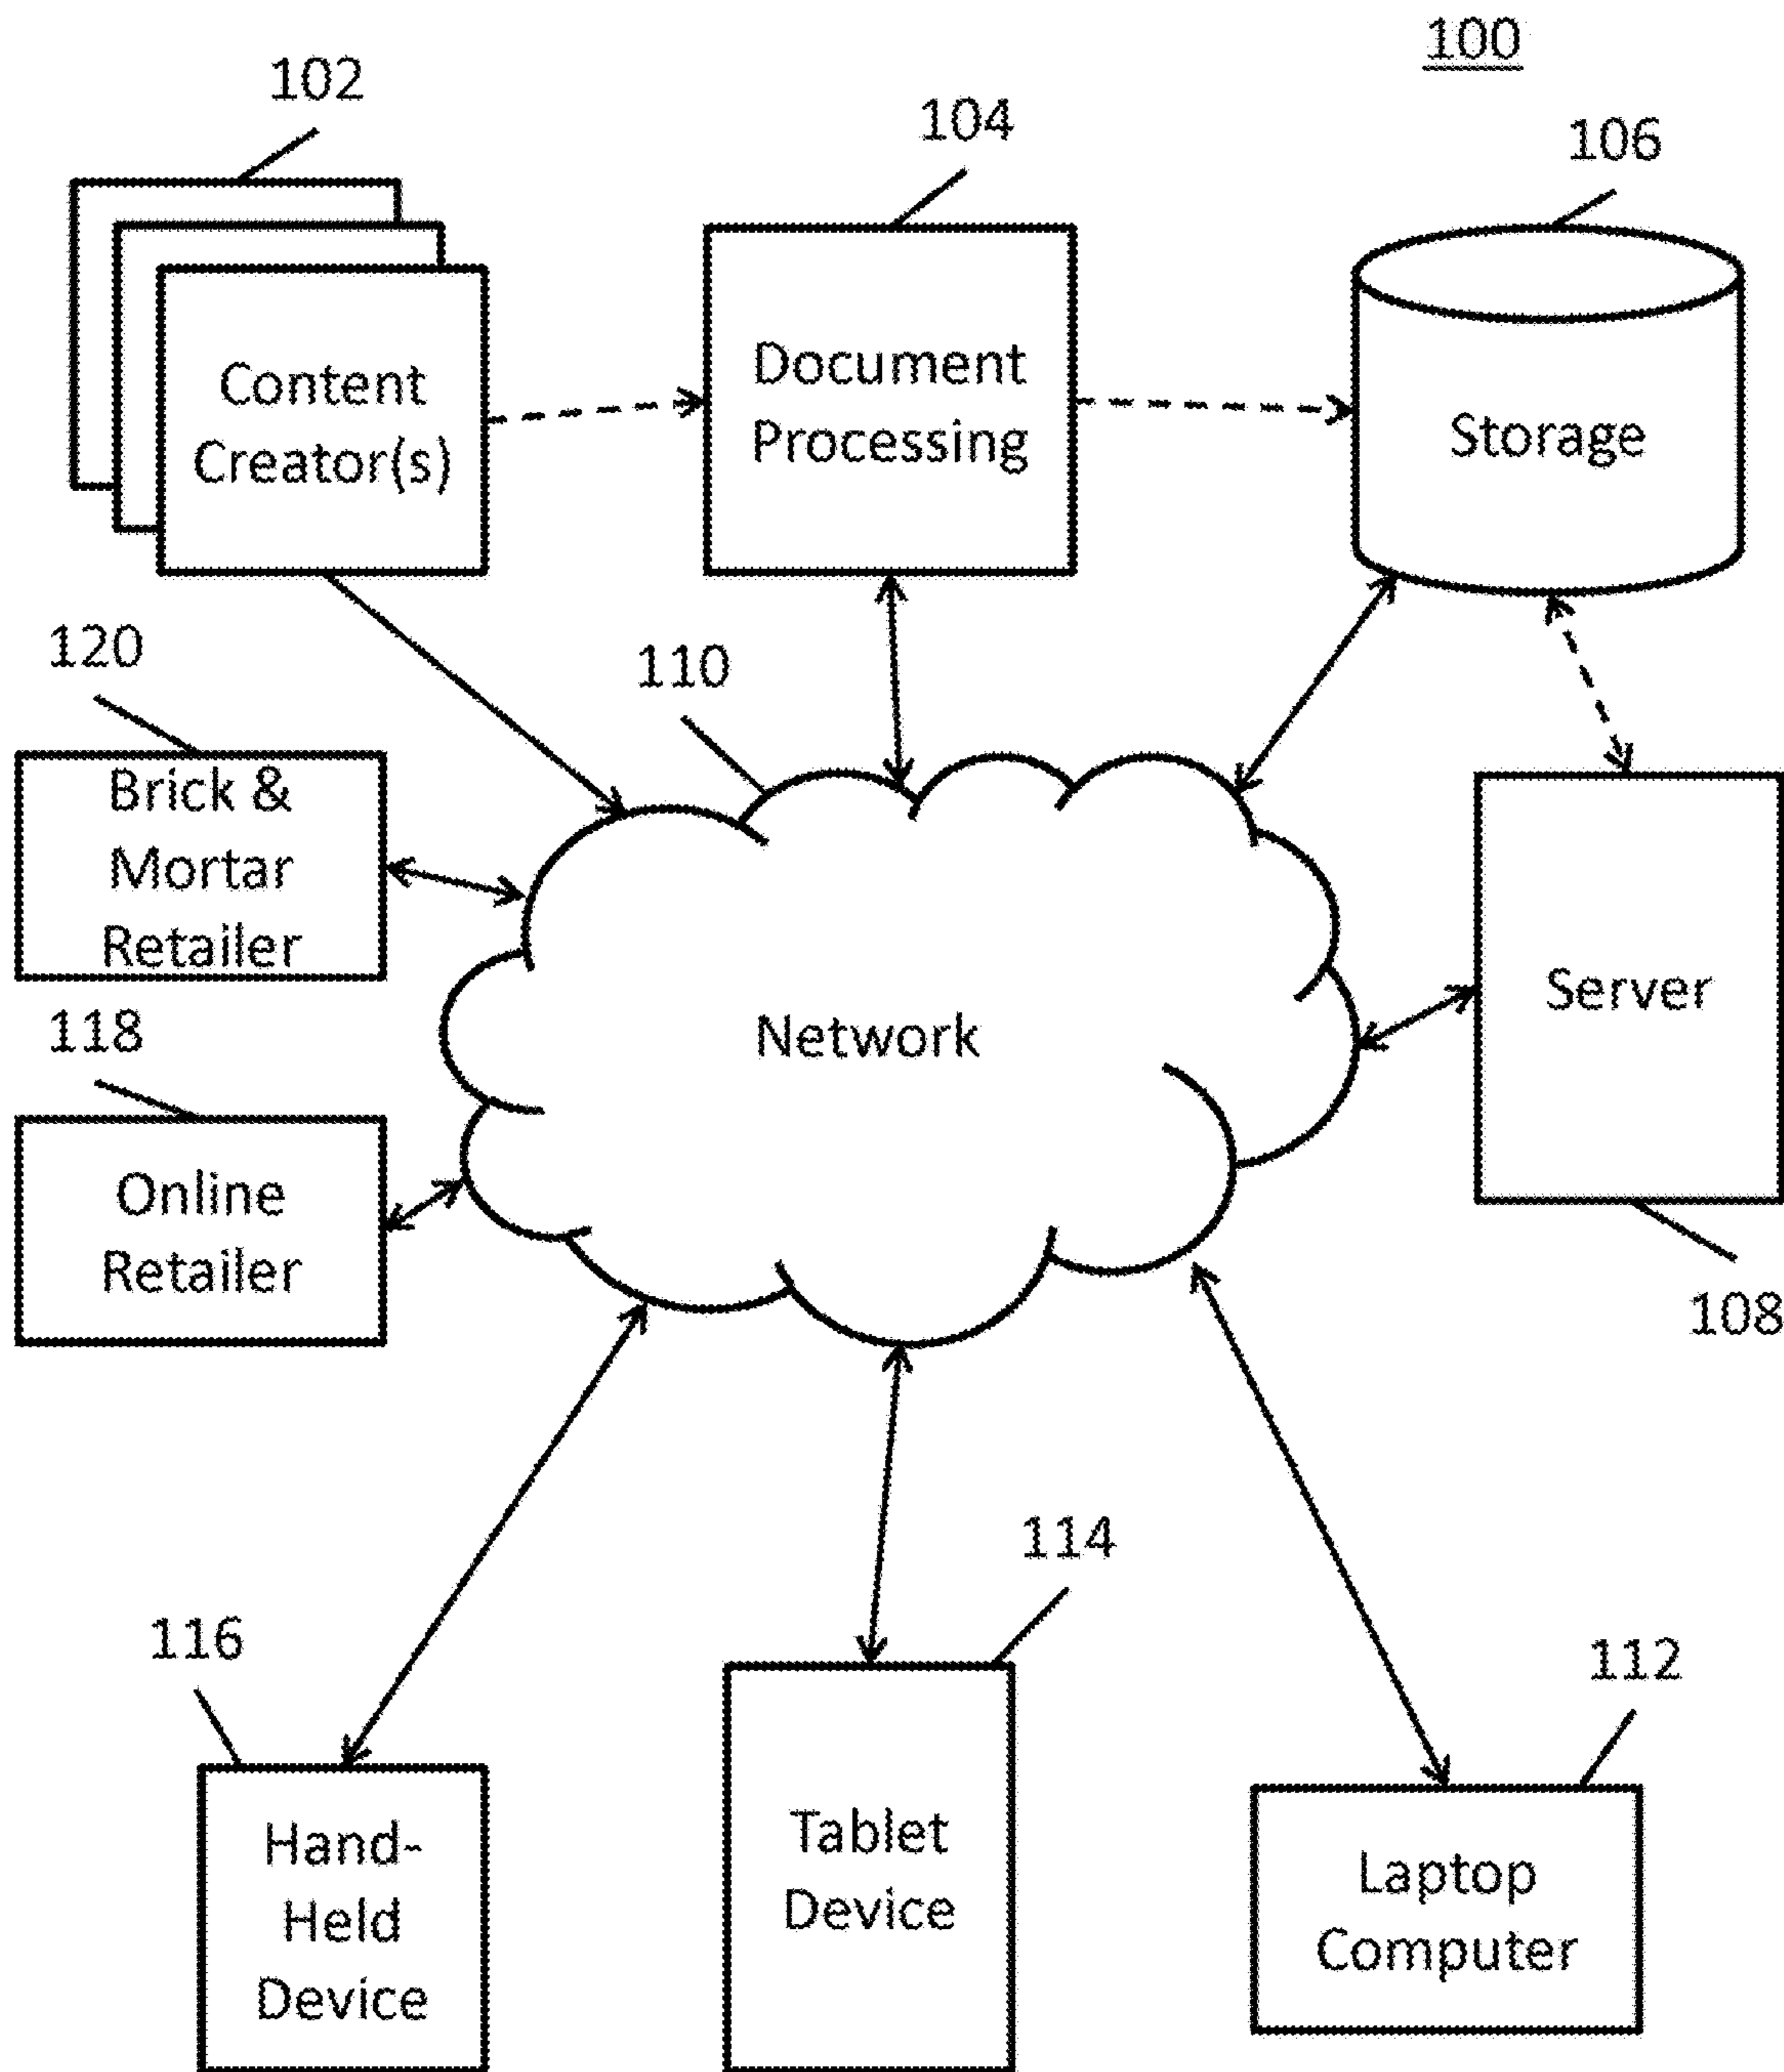 100
102
104
106
Content
Creator(s)
Document
Processing
Storage
120
110
Brick &
Mortar
Retailer
Network
Server
118
Online
Retailer
108
114
116
112
Hand-
Held
Device
Tablet
Device
Laptop
Computer